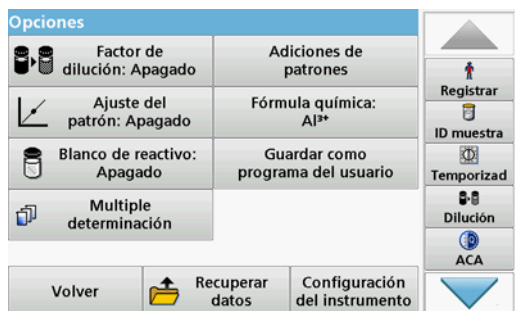 Opciones
Factor de
dilución: Apagado
Adiciones de
patrones
Ajuste del
patrón: Apagado
Fórmula química:
Al³⁺
Blanco de reactivo:
Apagado
Guardar como
programa del usuario
Multiple
determinación
Volver
Recuperar
datos
Configuración
del instrumento
Registrar
ID muestra
Temporizad
Dilución
ACA